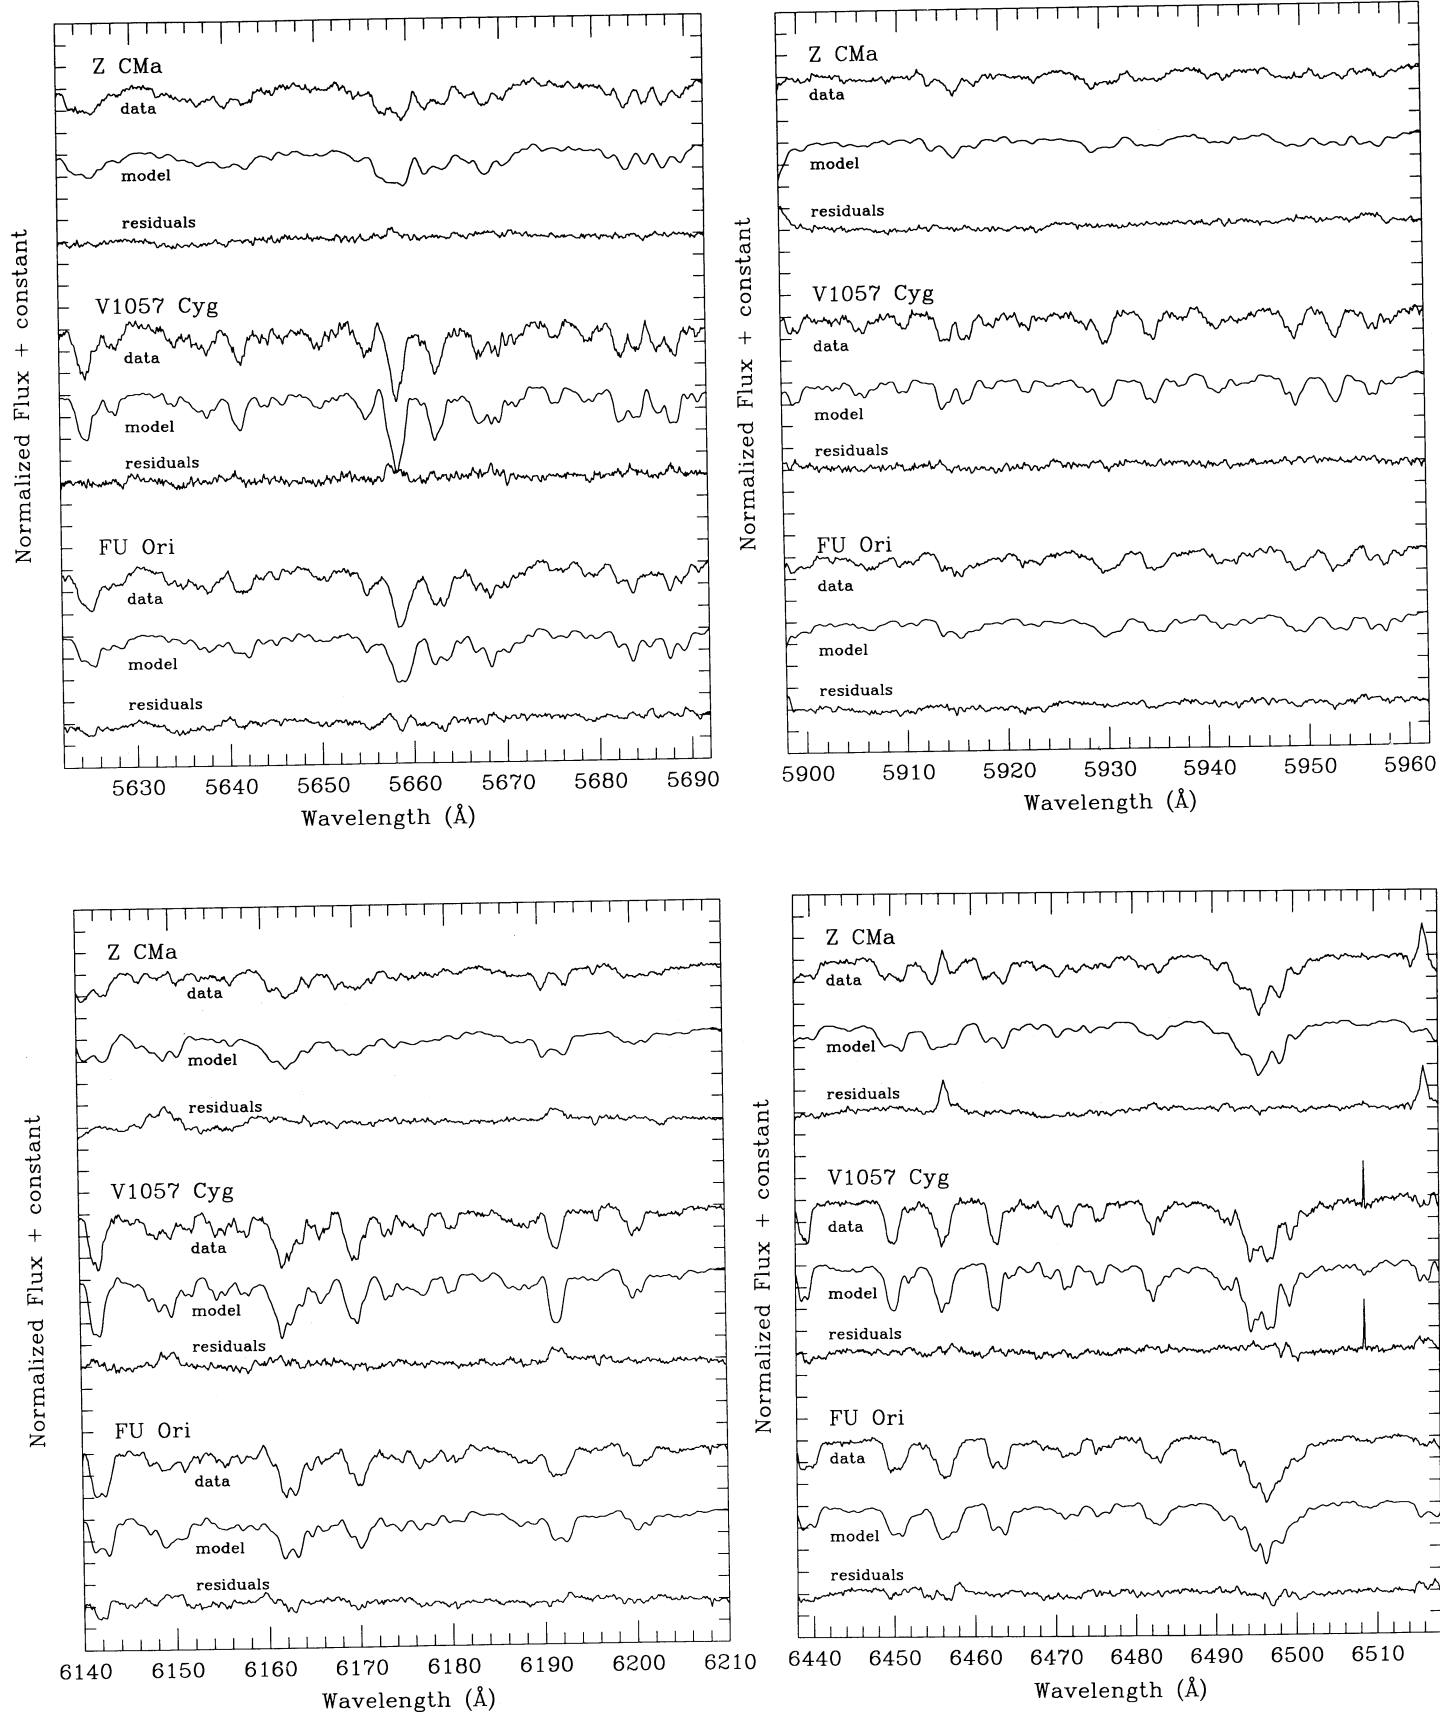 Normalized Flux + constant
Z CMa
data
model
residuals
V1057 Cyg
data
model
residuals
FU Ori
data
model
residuals
5630 5640 5650 5660 5670 5680 5690
Wavelength (Å)
Normalized Flux + constant
Z CMa
data
model
residuals
V1057 Cyg
data
model
residuals
FU Ori
data
model
residuals
5900 5910 5920 5930 5940 5950 5960
Wavelength (Å)
Normalized Flux + constant
Z CMa
data
model
residuals
V1057 Cyg
data
model
residuals
FU Ori
data
model
residuals
6140 6150 6160 6170 6180 6190 6200 6210
Wavelength (Å)
Normalized Flux + constant
Z CMa
data
model
residuals
V1057 Cyg
data
model
residuals
FU Ori
data
model
residuals
6440 6450 6460 6470 6480 6490 6500 6510
Wavelength (Å)